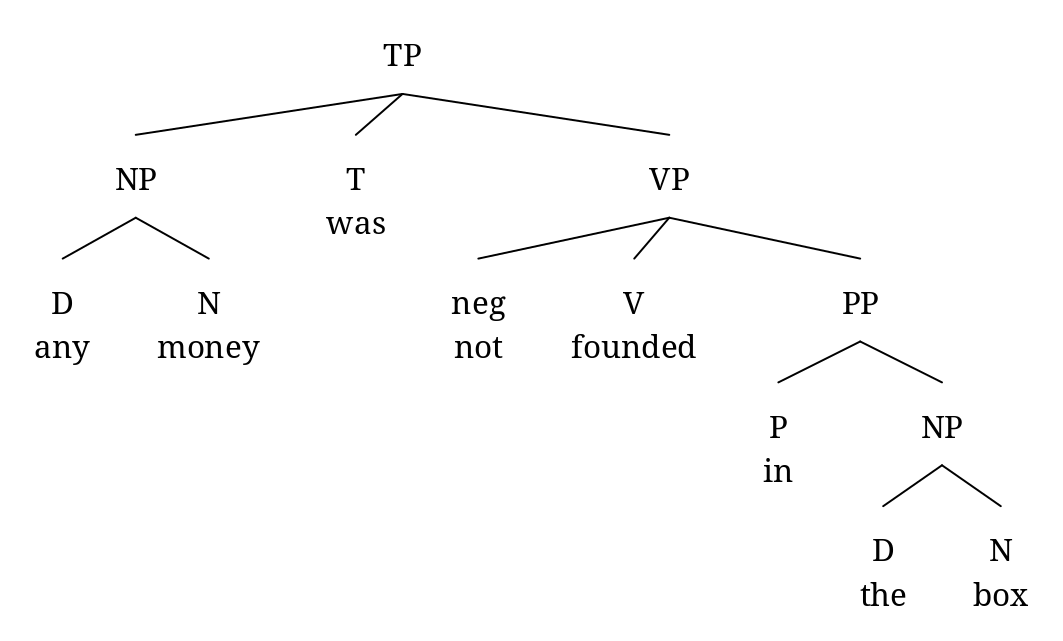 TP
NP T VP
was
D N neg V PP
any money not founded
P NP
in
D N
the box